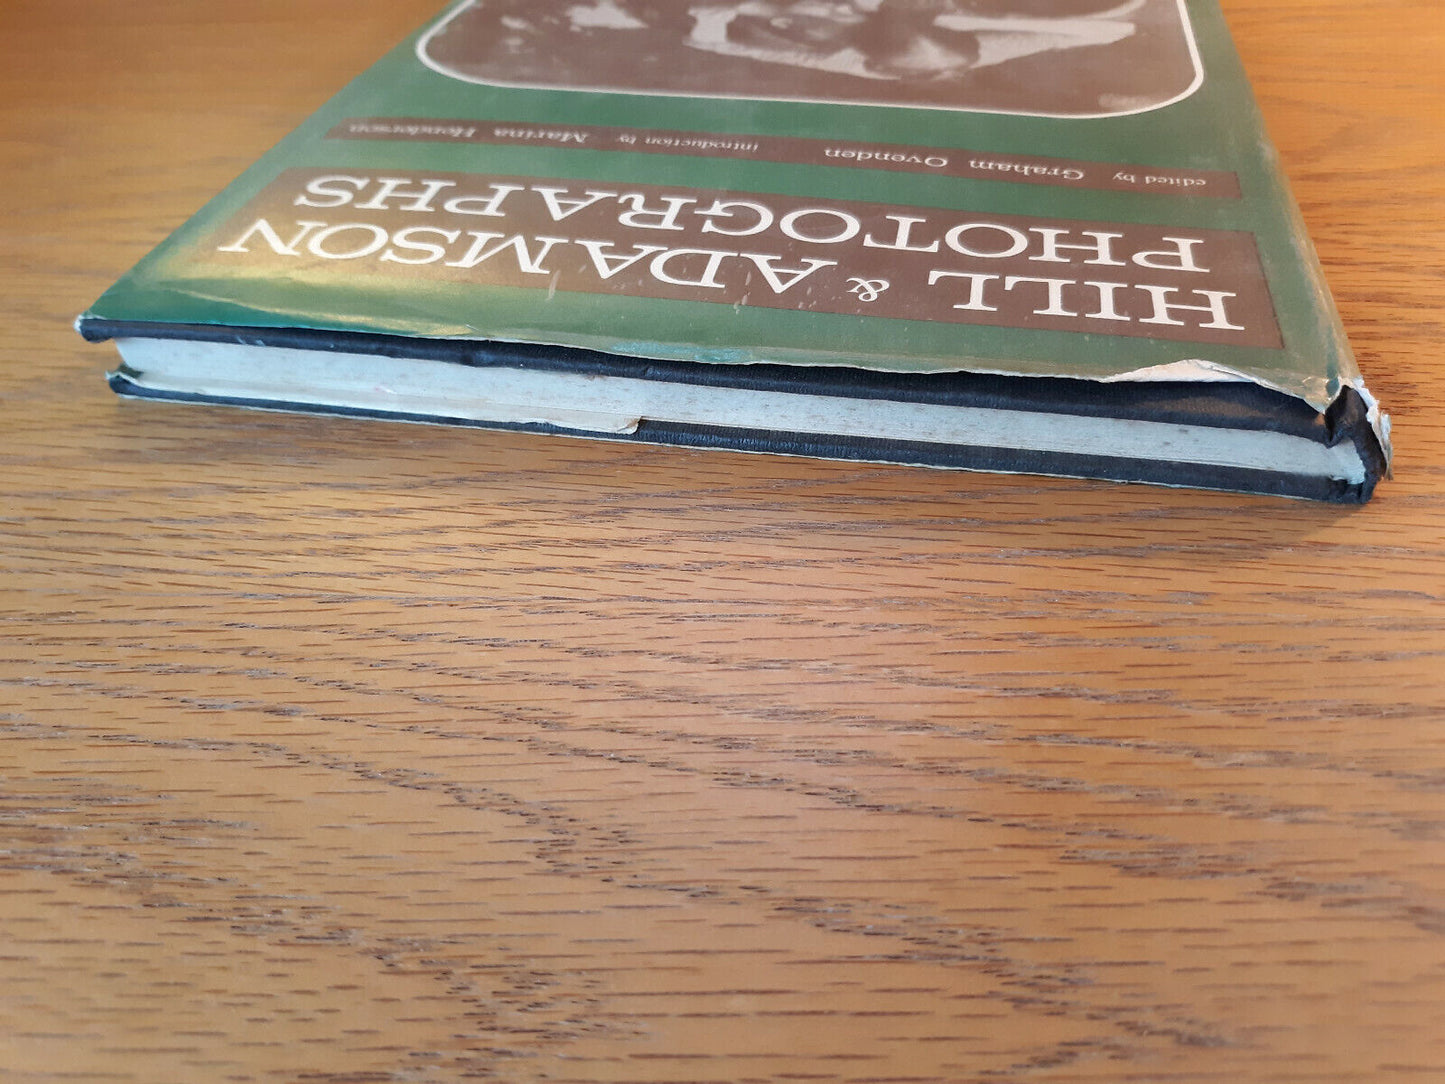 HILL & ADAMSON
PHOTOGRAPHS
edited by Graham Ovenden introduction by Marina Henderson